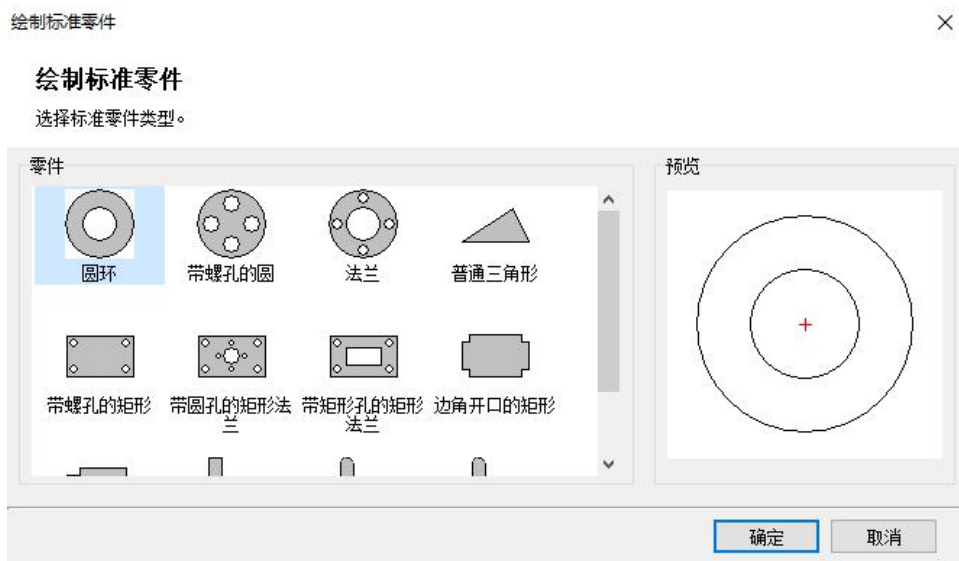 绘制标准零件
绘制标准零件
选择标准零件类型。
零件
预览
圆环
带螺孔的圆
法兰
普通三角形
带螺孔的矩形
带圆孔的矩形法
兰
带矩形孔的矩形
法兰
边角开口的矩形
确定
取消